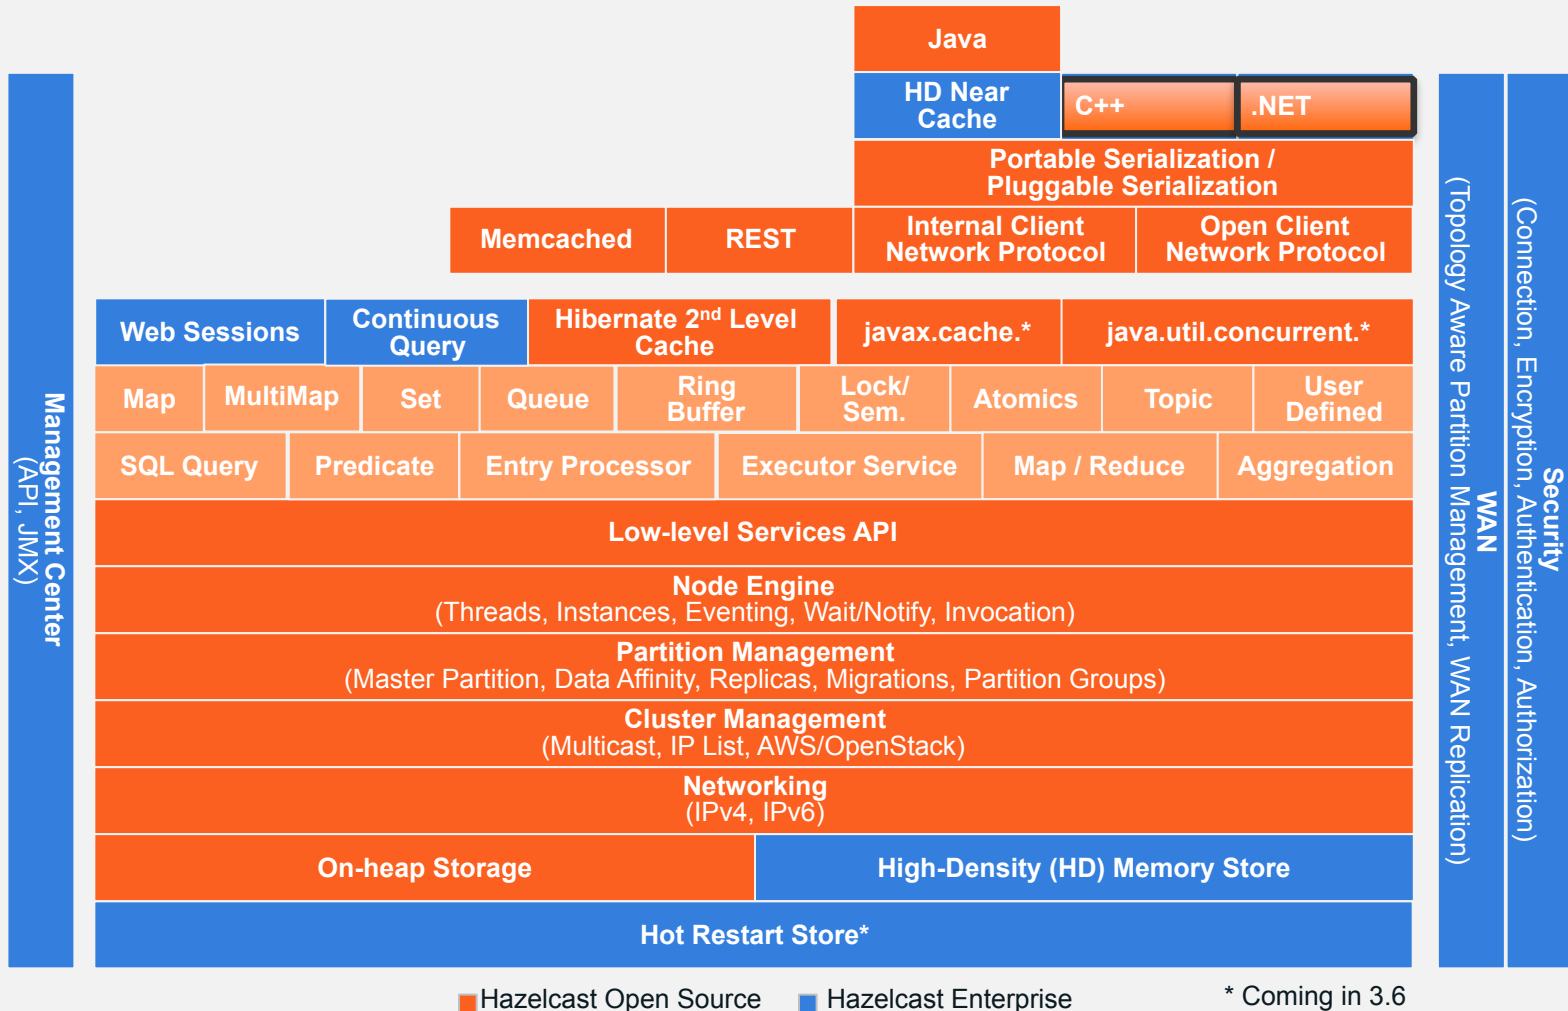 Java
HD Near
Cache
C++
.NET
Portable Serialization /
Pluggable Serialization
Memcached
REST
Internal Client
Network Protocol
Open Client
Network Protocol
Web Sessions
Continuous
Query
Hibernate 2nd Level
Cache
javax.cache.*
java.util.concurrent.*
Map
MultiMap
Set
Queue
Ring
Buffer
Lock/
Sem.
Atomics
Topic
User
Defined
SQL Query
Predicate
Entry Processor
Executor Service
Map / Reduce
Aggregation
Low-level Services API
Node Engine
(Threads, Instances, Eventing, Wait/Notify, Invocation)
Partition Management
(Master Partition, Data Affinity, Replicas, Migrations, Partition Groups)
Cluster Management
(Multicast, IP List, AWS/OpenStack)
Networking
(IPv4, IPv6)
On-heap Storage
High-Density (HD) Memory Store
Hot Restart Store*
Management Center
(API, JMX)
WAN
(Topology Aware Partition Management, WAN Replication)
Security
(Connection, Encryption, Authentication, Authorization)
Hazelcast Open Source
Hazelcast Enterprise
* Coming in 3.6